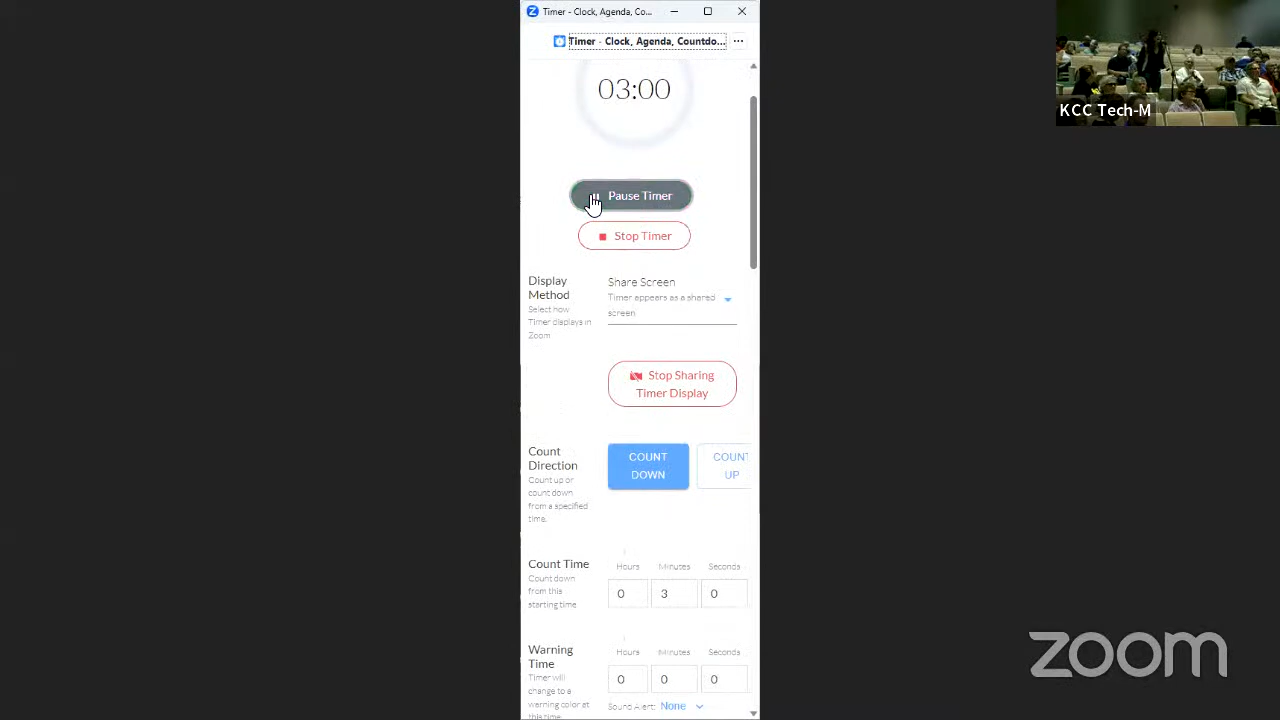 Timer - Clock, Agenda, Co...
Timer - Clock, Agenda, Countdo...
03:00
Pause Timer
Stop Timer
Display
Method
Select how
Timer displays in
Zoom
Share Screen
Timer appears as a shared
screen
Stop Sharing
Timer Display
Count
Direction
Count up or
count down
from a specified
time.
COUNT
DOWN
COUNT
UP
Count Time
Count down
from this
starting time
Hours
Minutes
Seconds
0
3
0
Warning
Time
Timer will
change to a
warning color at
this time.
Hours
Minutes
Seconds
0
0
0
Sound Alert: None
KCC Tech-M
zoom